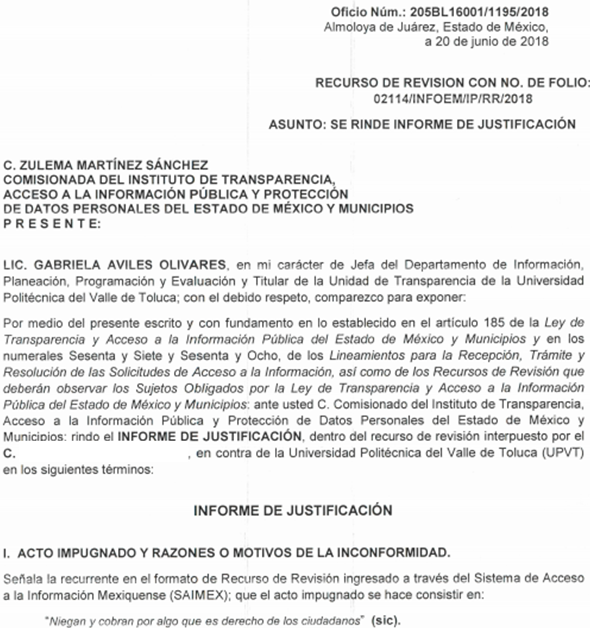 Oficio Núm.: 205BL16001/1195/2018
Almoloya de Juárez, Estado de México,
a 20 de junio de 2018
RECURSO DE REVISION CON NO. DE FOLIO:
02114/INFOEM/IP/RR/2018
ASUNTO: SE RINDE INFORME DE JUSTIFICACIÓN
C. ZULEMA MARTÍNEZ SÁNCHEZ
COMISIONADA DEL INSTITUTO DE TRANSPARENCIA,
ACCESO A LA INFORMACIÓN PÚBLICA Y PROTECCIÓN
DE DATOS PERSONALES DEL ESTADO DE MÉXICO Y MUNICIPIOS
P R E S E N T E:
LIC. GABRIELA AVILES OLIVARES, en mi carácter de Jefa del Departamento de Información,
Planeación, Programación y Evaluación y Titular de la Unidad de Transparencia de la Universidad
Politécnica del Valle de Toluca; con el debido respeto, comparezco para exponer:
Por medio del presente escrito y con fundamento en lo establecido en el artículo 185 de la Ley de
Transparencia y Acceso a la Información Pública del Estado de México y Municipios y en los
numerales Sesenta y Siete y Sesenta y Ocho, de los Lineamientos para la Recepción, Trámite y
Resolución de las Solicitudes de Acceso a la Información, así como de los Recursos de Revisión que
deberán observar los Sujetos Obligados por la Ley de Transparencia y Acceso a la Información
Pública del Estado de México y Municipios: ante usted C. Comisionado del Instituto de Transparencia,
Acceso a la Información Pública y Protección de Datos Personales del Estado de México y
Municipios: rindo el INFORME DE JUSTIFICACIÓN, dentro del recurso de revisión interpuesto por el
C. , en contra de la Universidad Politécnica del Valle de Toluca (UPVT)
en los siguientes términos:
INFORME DE JUSTIFICACIÓN
I. ACTO IMPUGNADO Y RAZONES O MOTIVOS DE LA INCONFORMIDAD.
Señala la recurrente en el formato de Recurso de Revisión ingresado a través del Sistema de Acceso
a la Información Mexiquense (SAIMEX); que el acto impugnado se hace consistir en:
"Niegan y cobran por algo que es derecho de los ciudadanos" (sic).